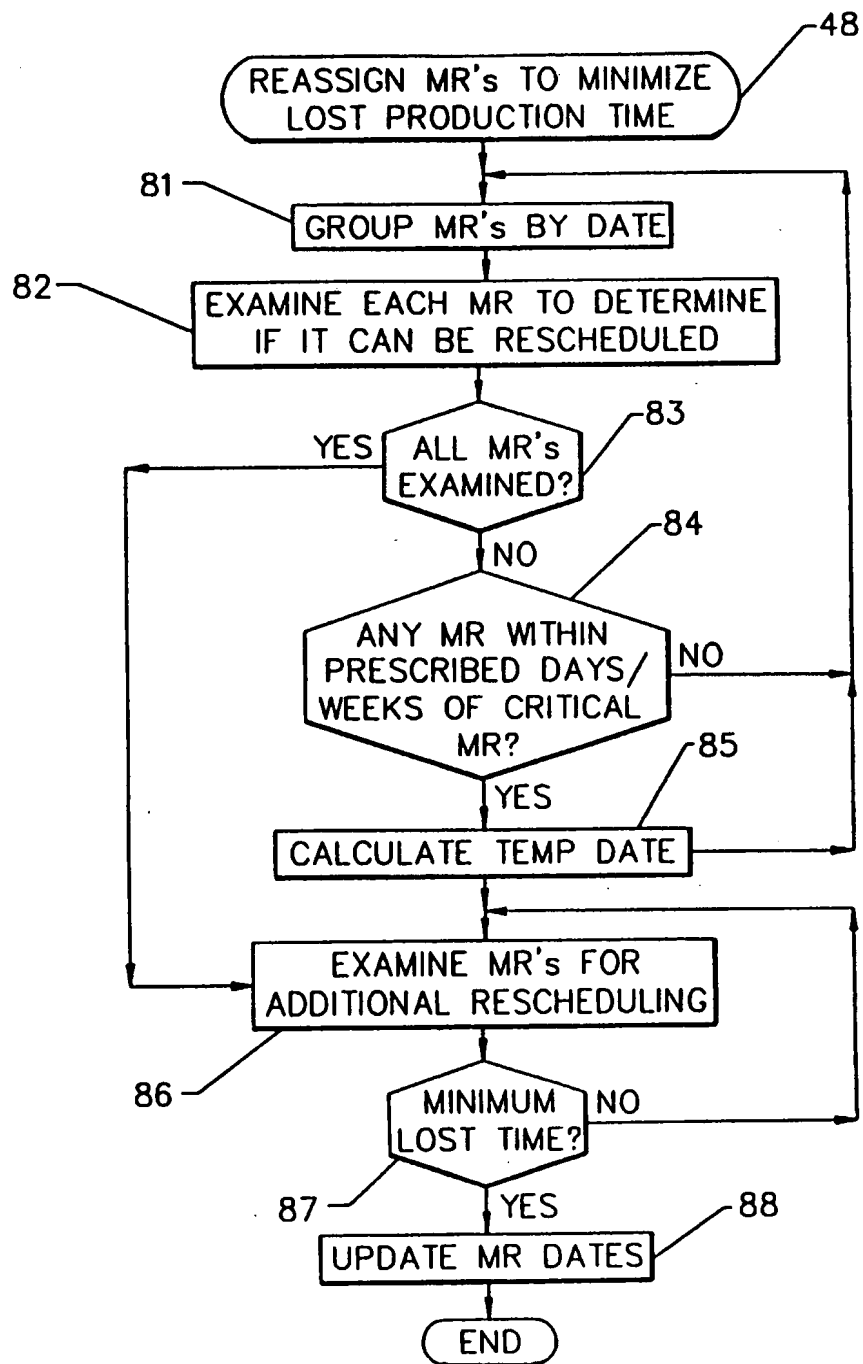 48
REASSIGN MR's TO MINIMIZE
LOST PRODUCTION TIME
81
GROUP MR's BY DATE
82
EXAMINE EACH MR TO DETERMINE
IF IT CAN BE RESCHEDULED
83
YES
ALL MR's
EXAMINED?
NO
84
ANY MR WITHIN
PRESCRIBED DAYS/
WEEKS OF CRITICAL
MR?
NO
YES
85
CALCULATE TEMP DATE
EXAMINE MR's FOR
ADDITIONAL RESCHEDULING
86
MINIMUM
LOST TIME?
NO
87
YES
88
UPDATE MR DATES
END